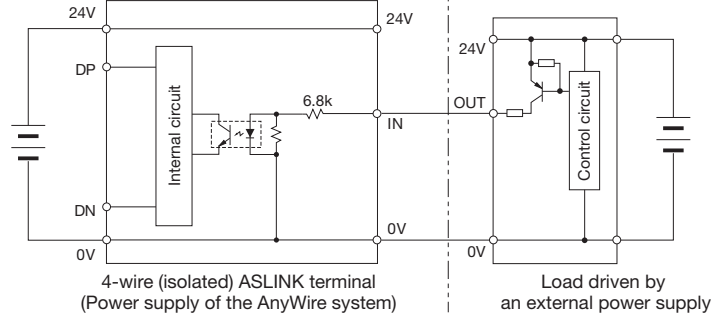 24V
24V
DP
24V
6.8k
OUT
IN
Internal circuit
Control circuit
DN
0V
0V
0V
4-wire (isolated) ASLINK terminal
(Power supply of the AnyWire system)
Load driven by
an external power supply